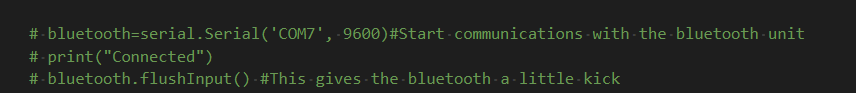 # bluetooth=serial.Serial('COM7', 9600)#Start communications with the bluetooth unit
# print("Connected")
# bluetooth.flushInput() #This gives the bluetooth a little kick